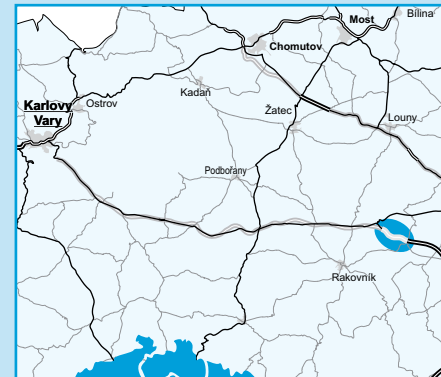 Most
Bílina
Chomutov
Kadaň
Karlovy
Vary
Ostrov
Žatec
Louny
Podbořany
Rakovník